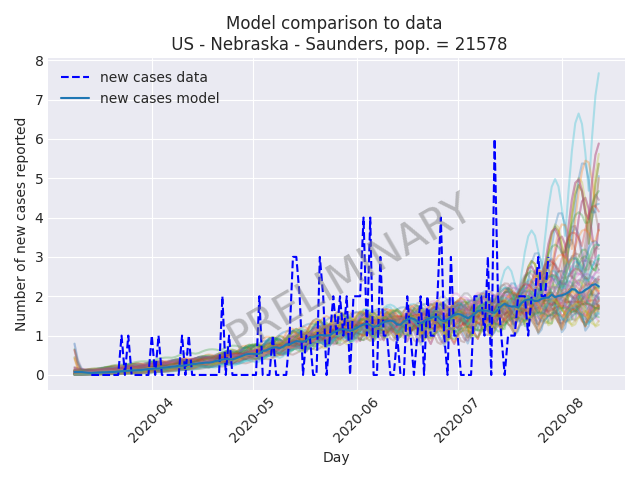 Model comparison to data
US - Nebraska - Saunders, pop. = 21578
8
7
6
5
4
3
2
1
0
Number of new cases reported
new cases data
new cases model
PRELIMINARY
2020-04
2020-05
2020-06
2020-07
2020-08
Day